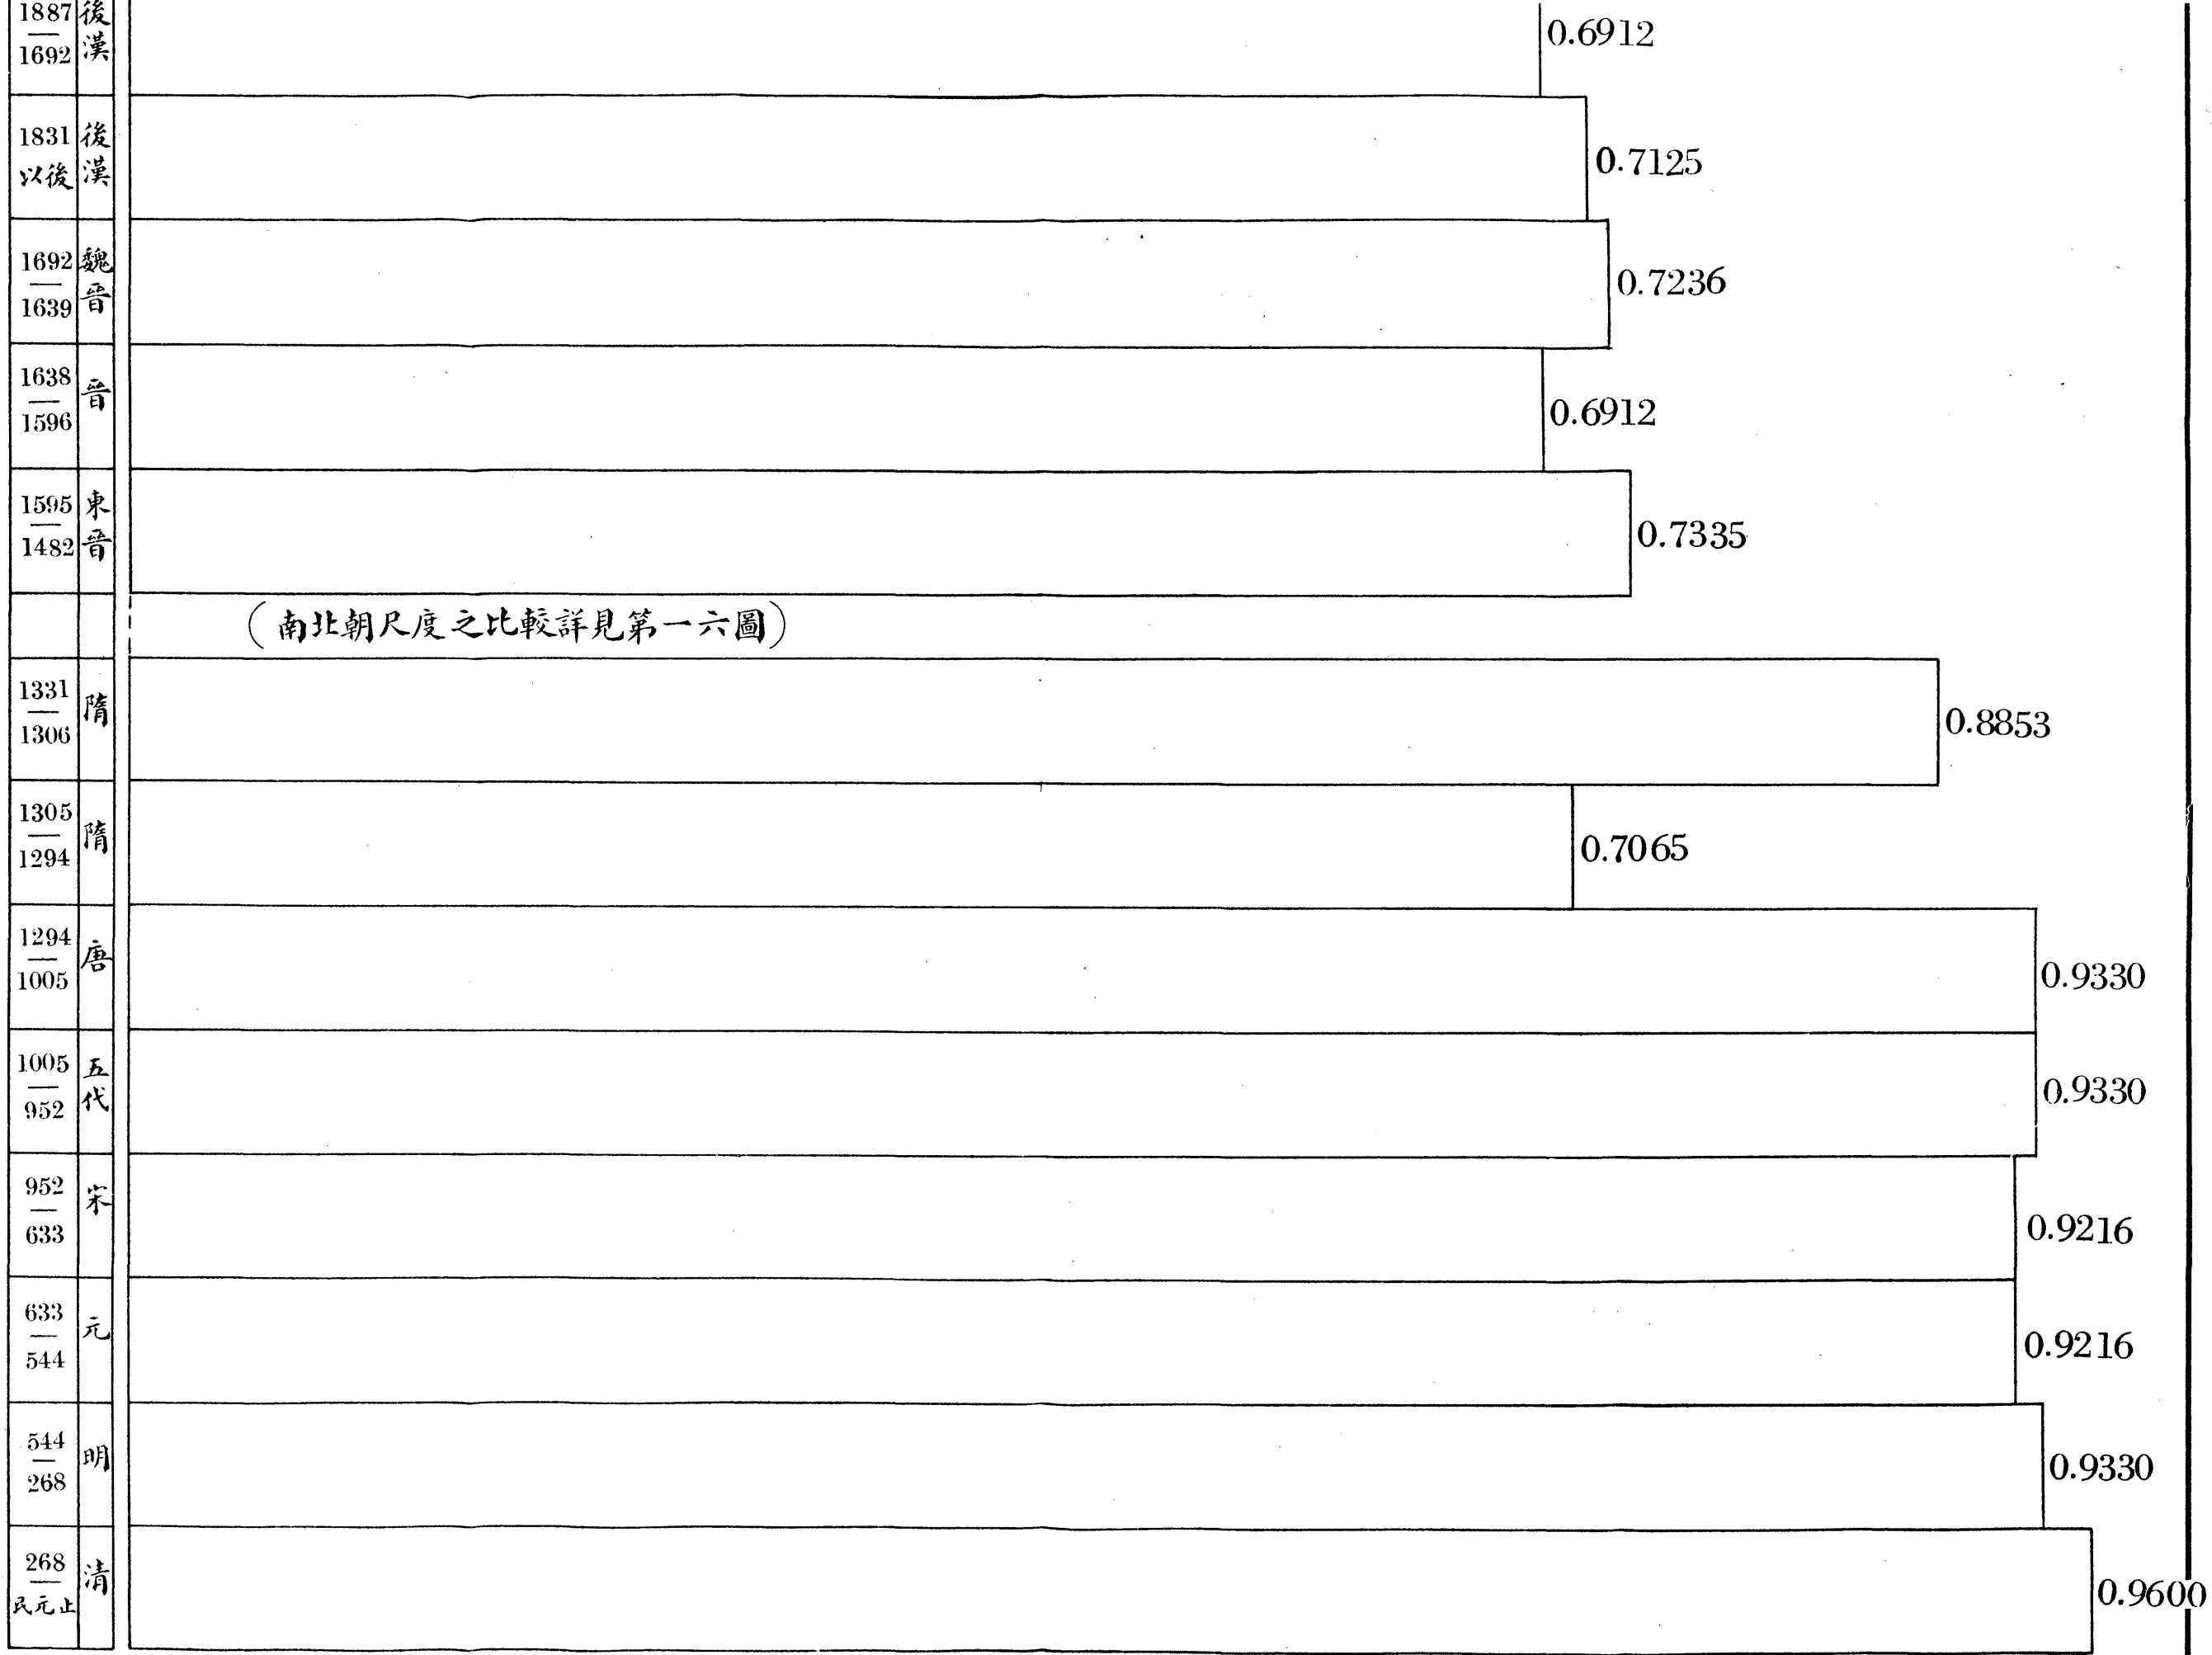 1887—1692 後漢 0.6912
1831以後 後漢 0.7125
1692—1639 魏晉 0.7236
1638—1596 晉 0.6912
1595—1482 東晉 0.7335
(南北朝尺度之比較詳見第一六圖)
1331—1306 隋 0.8853
1305—1294 隋 0.7065
1294—1005 唐 0.9330
1005—952 五代 0.9330
952—633 宋 0.9216
633—544 元 0.9216
544—268 明 0.9330
268—民元止 清 0.9600